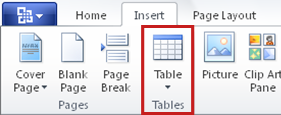 Home Insert Page Layout
Cover Page Blank Page Page Break Table Picture Clip Art Pane
Pages Tables